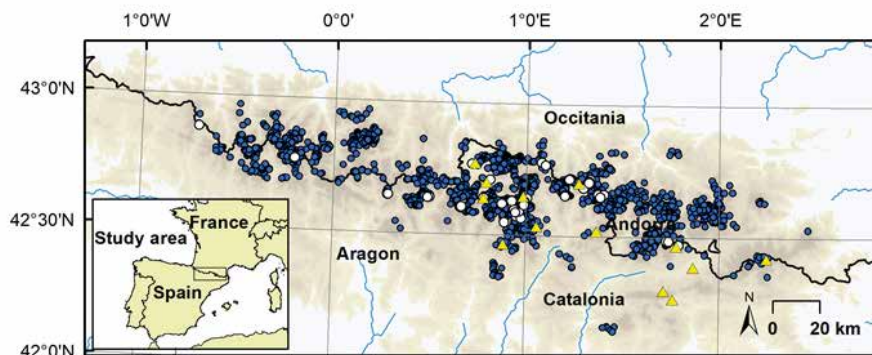 1°0'W 0°0' 1°0'E 2°0'E
43°0'N
Occitania
42°30'N
France
Study area
Andorra
Aragon
Spain
Catalonia
N
0 20 km
42°0'N